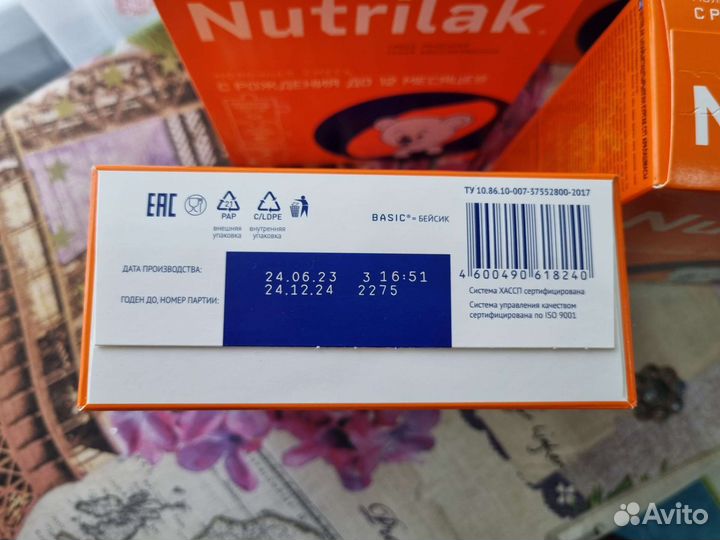 Nutrilak®
С РОЖДЕНИЯ ДО 12 МЕСЯЦЕВ
С Р
N
Nutri
ТУ 10.86.10-007-37552800-2017
EAC
21
PAP
C/LDPE
внешняя
упаковка
внутренняя
упаковка
BASIC® = БЕЙСИК
4 600490 618240
ДАТА ПРОИЗВОДСТВА:
24.06.23 3 16:51
ГОДЕН ДО, НОМЕР ПАРТИИ:
24.12.24 2275
Система ХАССП сертифицирована
Система управления качеством
сертифицирована по ISO 9001
Avito